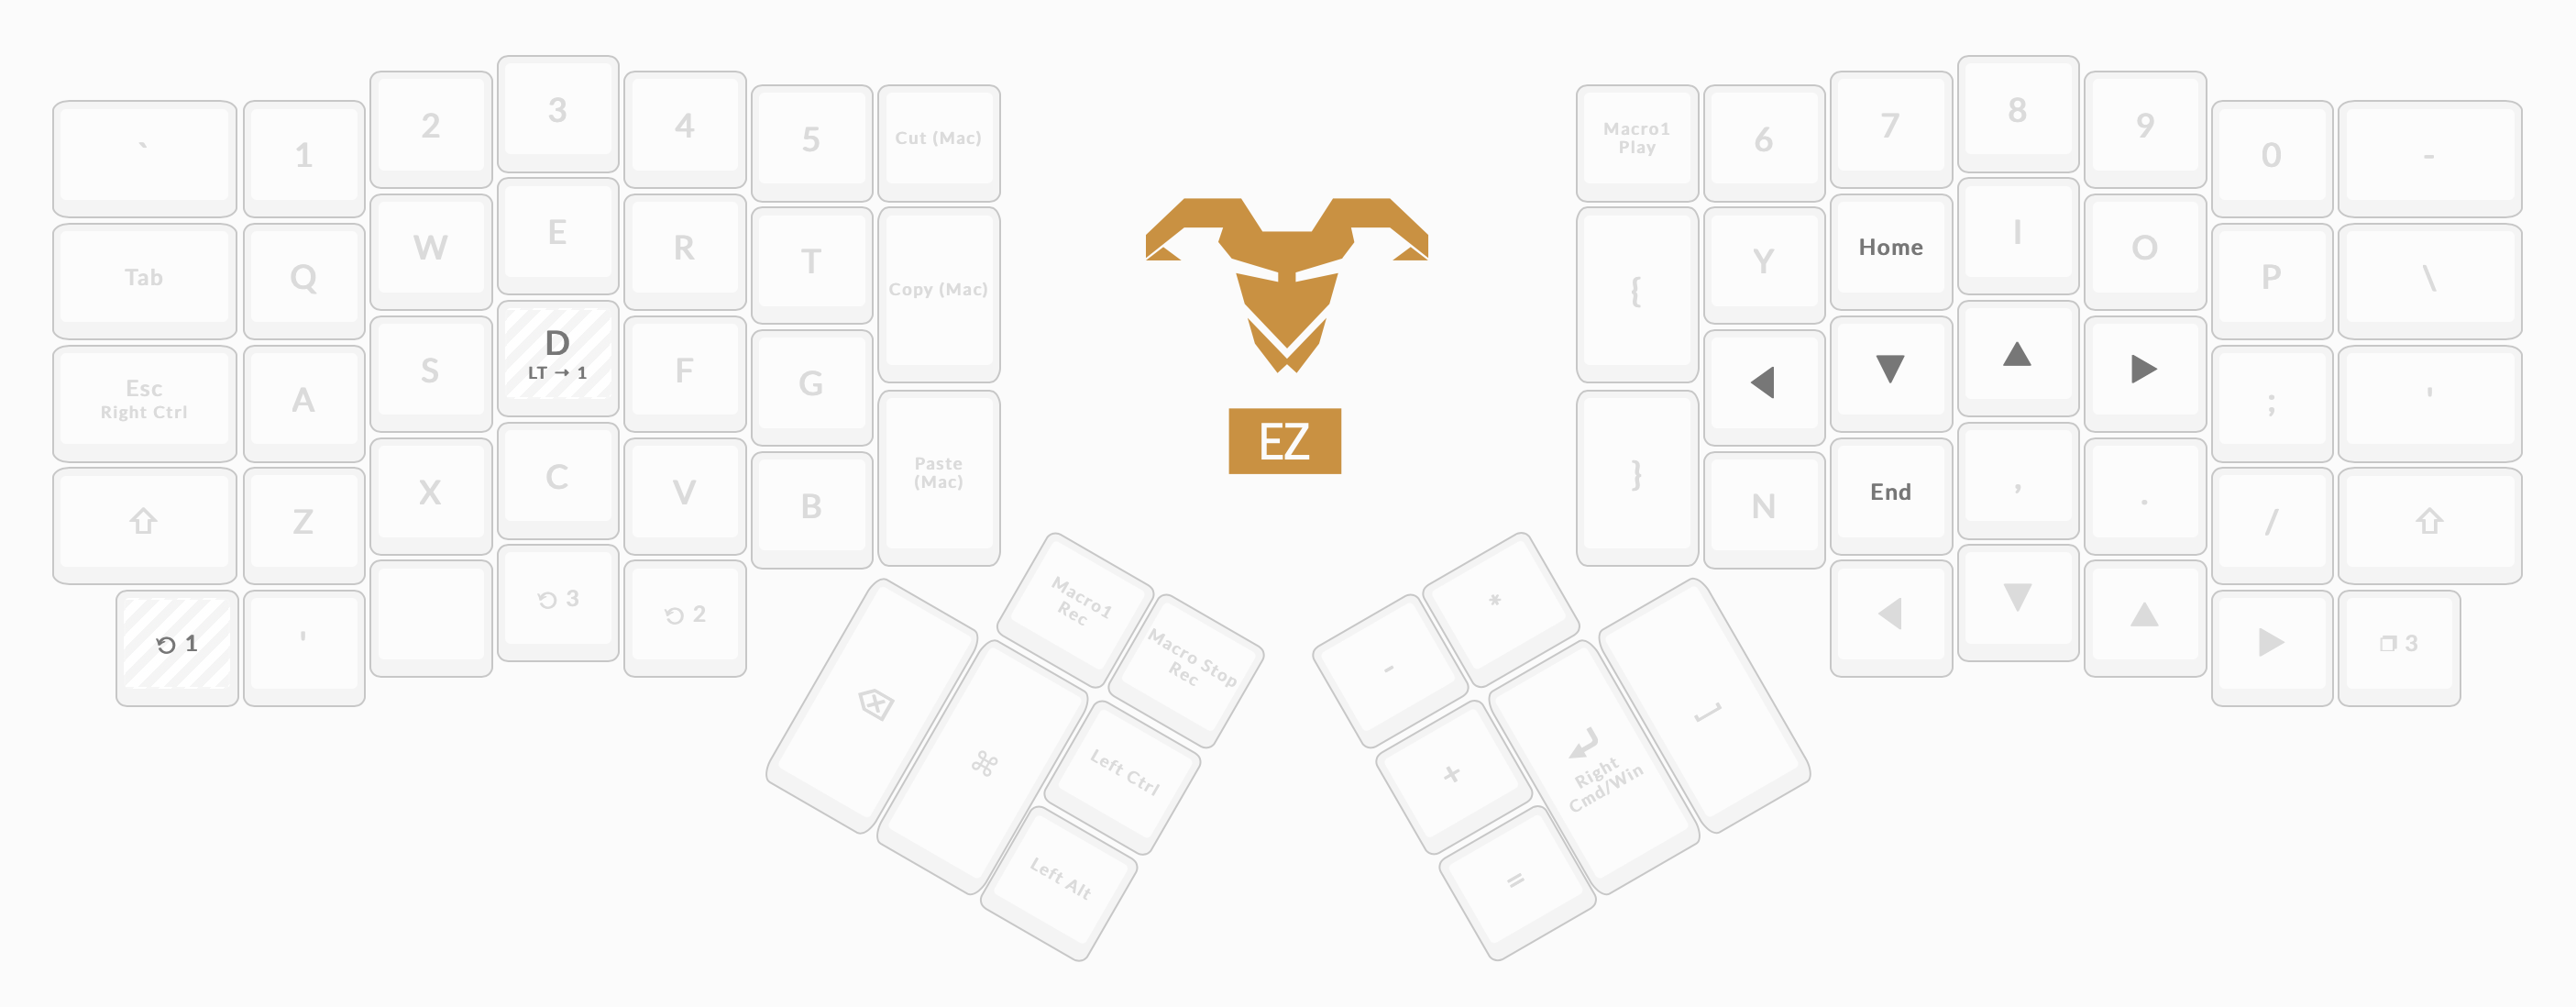 ` 1 2 3 4 5 Cut (Mac)
Macro1
Play
6 7 8 9 0 -
Tab Q W E R T Copy (Mac)
{ Y Home I O P \
Esc
Right Ctrl
A S D
LT → 1
F G
◀ ▼ ▲ ▶ ; '
Z X C V B
Paste
(Mac)
} N End , . /
1 ' 3 2
◀ ▼ ▲ ▶ 3
Macro1
Rec
Macro Stop
Rec
⌘
Left Ctrl
Left Alt
EZ
- *
+
Right
Cmd/Win
=